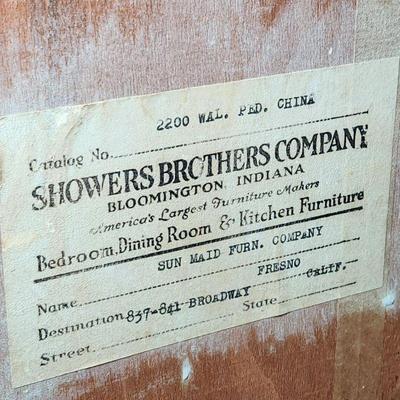 2200 WAL. PED. CHINA
Catalog No.
SHOWERS BROTHERS COMPANY
BLOOMINGTON, INDIANA
America's Largest Furniture Makers
Bedroom, Dining Room & Kitchen Furniture
SUN MAID FURN. COMPANY
Name
FRESNO CALIF.
Destination 837-841 BROADWAY
Street State